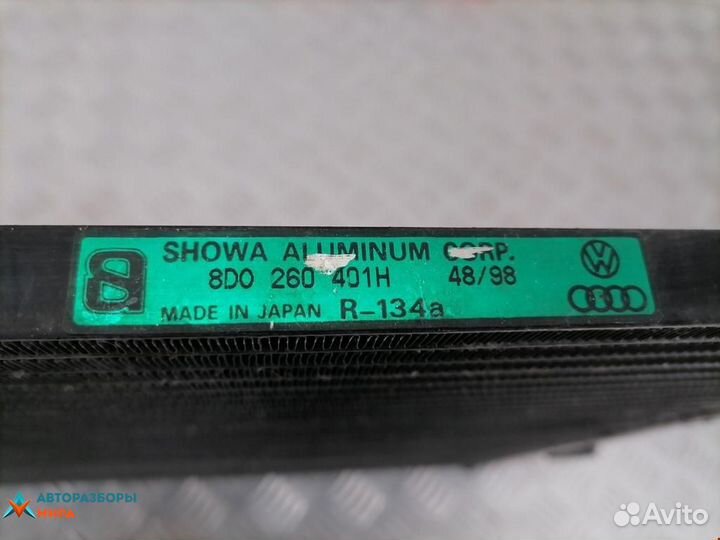 SHOWA ALUMINUM CORP.
8D0 260 401H 48/98
MADE IN JAPAN R-134a
АВТОРАЗБОРЫ
Avito